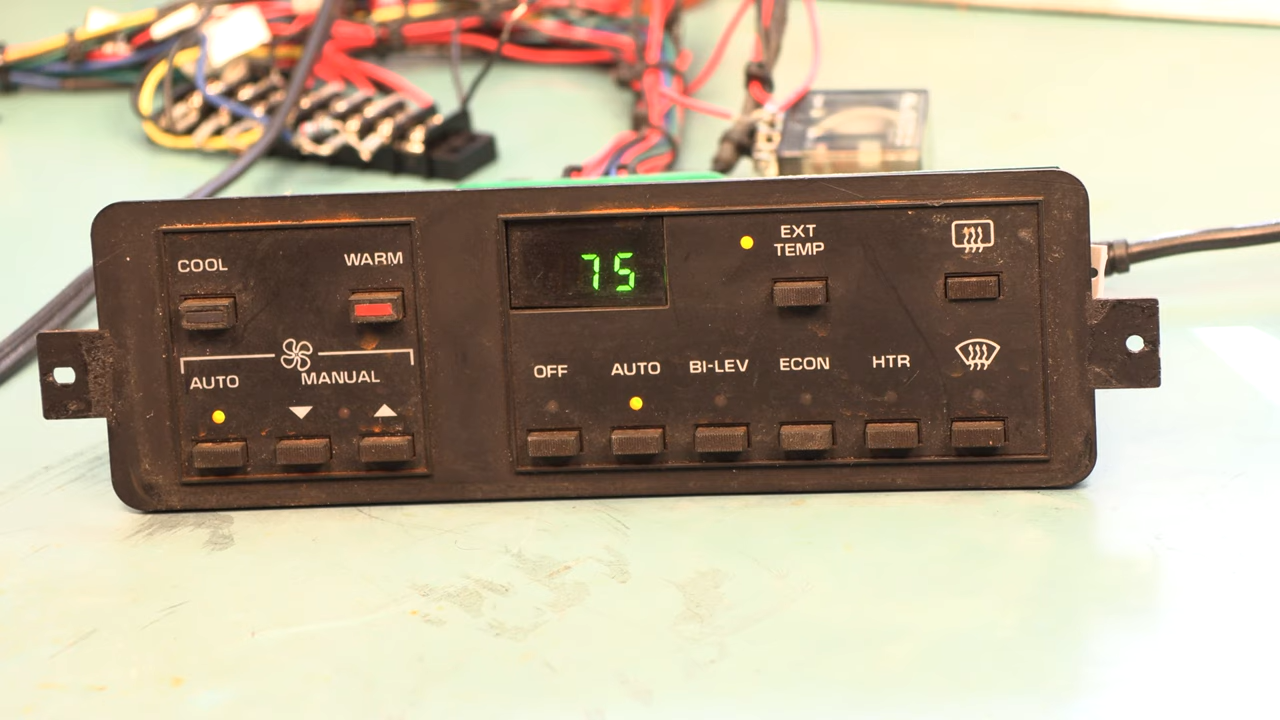 COOL
WARM
AUTO
MANUAL
75
EXT
TEMP
OFF
AUTO
BI-LEV
ECON
HTR